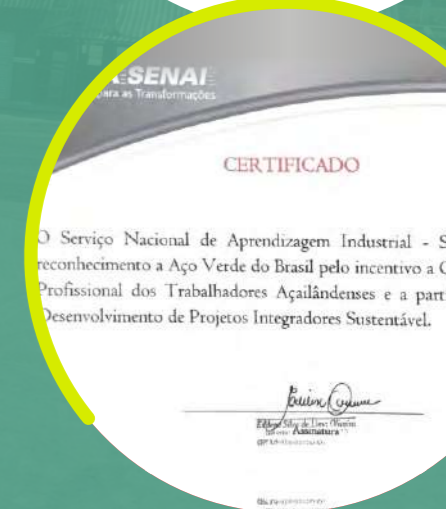 SENAI
para as Transformações
CERTIFICADO
O Serviço Nacional de Aprendizagem Industrial - S
reconhecimento a Aço Verde do Brasil pelo incentivo a
Profissional dos Trabalhadores Açailândenses e a part
Desenvolvimento de Projetos Integradores Sustentável.
Assinatura